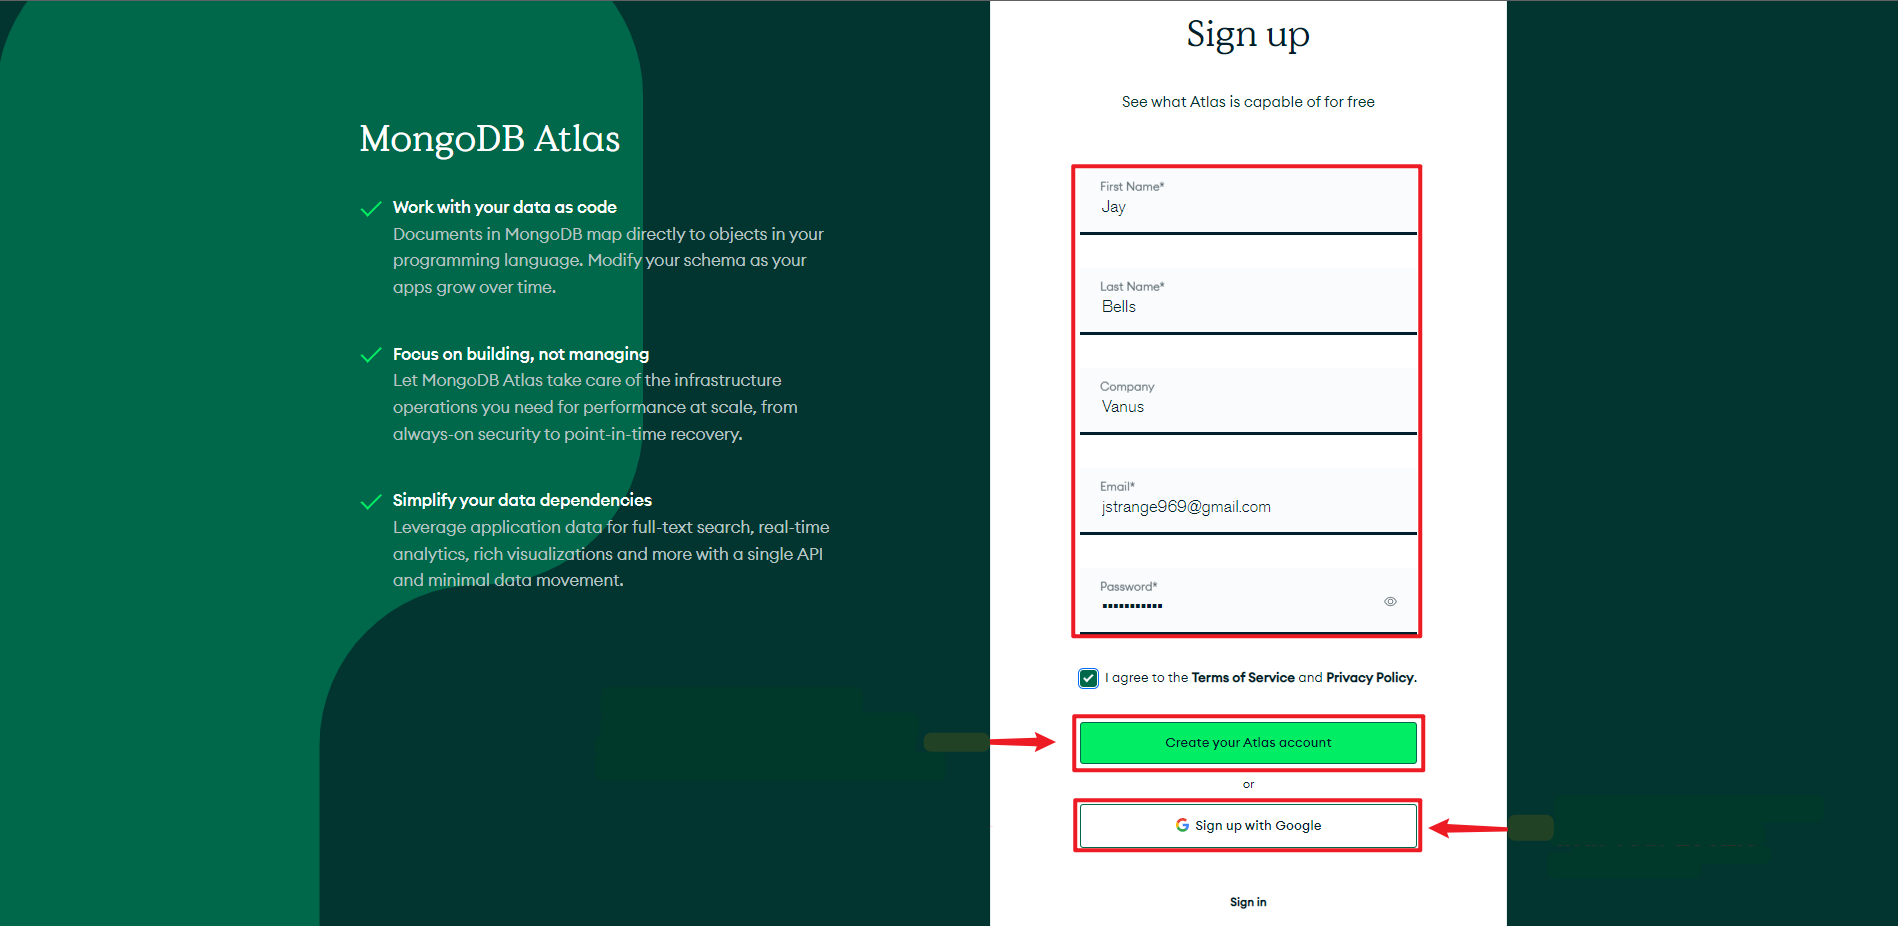 MongoDB Atlas
Work with your data as code
Documents in MongoDB map directly to objects in your
programming language. Modify your schema as your
apps grow over time.
Focus on building, not managing
Let MongoDB Atlas take care of the infrastructure
operations you need for performance at scale, from
always-on security to point-in-time recovery.
Simplify your data dependencies
Leverage application data for full-text search, real-time
analytics, rich visualizations and more with a single API
and minimal data movement.
Sign up
See what Atlas is capable of for free
First Name*
Jay
Last Name*
Bells
Company
Vanus
Email*
jstrange969@gmail.com
Password*
•••••••••••
I agree to the Terms of Service and Privacy Policy.
Create your Atlas account
or
Sign up with Google
Sign in